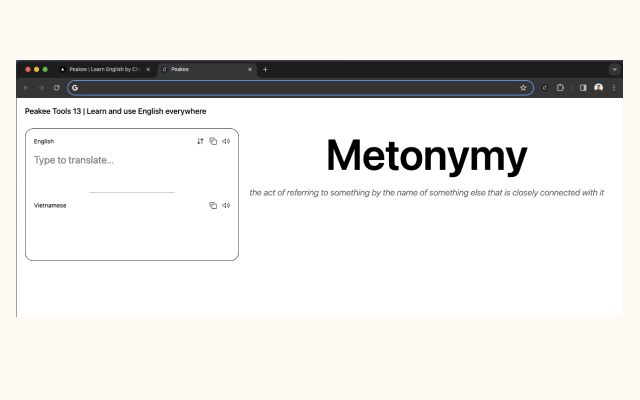 Peakee | Learn English by Ch
Peakee
Peakee Tools 13 | Learn and use English everywhere
English
Type to translate...
Vietnamese
Metonymy
the act of referring to something by the name of something else that is closely connected with it